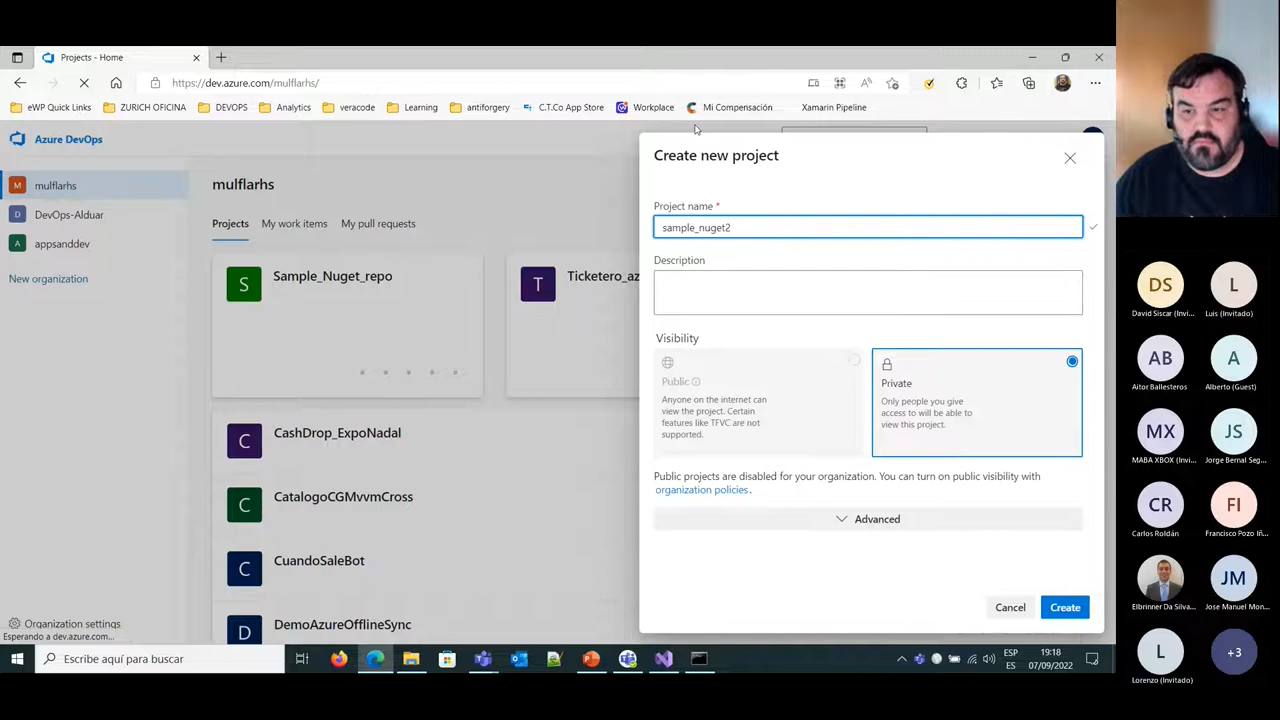 Projects - Home
https://dev.azure.com/mulflarhs/
eWP Quick Links
ZURICH OFICINA
DEVOPS
Analytics
veracode
Learning
antiforgery
C.T.Co App Store
Workplace
Mi Compensación
Xamarin Pipeline
Azure DevOps
M
mulflarhs
D
DevOps-Alduar
A
appsanddev
New organization
mulflarhs
Projects
My work items
My pull requests
S
Sample_Nuget_repo
T
Ticketero_az
C
CashDrop_ExpoNadal
C
CatalogoCGMvvmCross
C
CuandoSaleBot
D
DemoAzureOfflineSync
Organization settings
Esperando a dev.azure.com...
Create new project
Project name *
sample_nuget2
Description
Visibility
Public
Anyone on the internet can
view the project. Certain
features like TFVC are not
supported.
Private
Only people you give
access to will be able to
view this project.
Public projects are disabled for your organization. You can turn on public visibility with
organization policies.
Advanced
Cancel
Create
Escribe aquí para buscar
ESP
ES
19:18
07/09/2022
DS
David Siscar (Invi...
L
Luis (Invitado)
AB
Aitor Ballesteros
A
Alberto (Guest)
MX
MABA XBOX (Invi...
JS
Jorge Bernal Seg...
CR
Carlos Roldán
FI
Francisco Pozo Iñ...
Elbrinner Da Silva...
JM
Jose Manuel Mon...
L
Lorenzo (Invitado)
+3